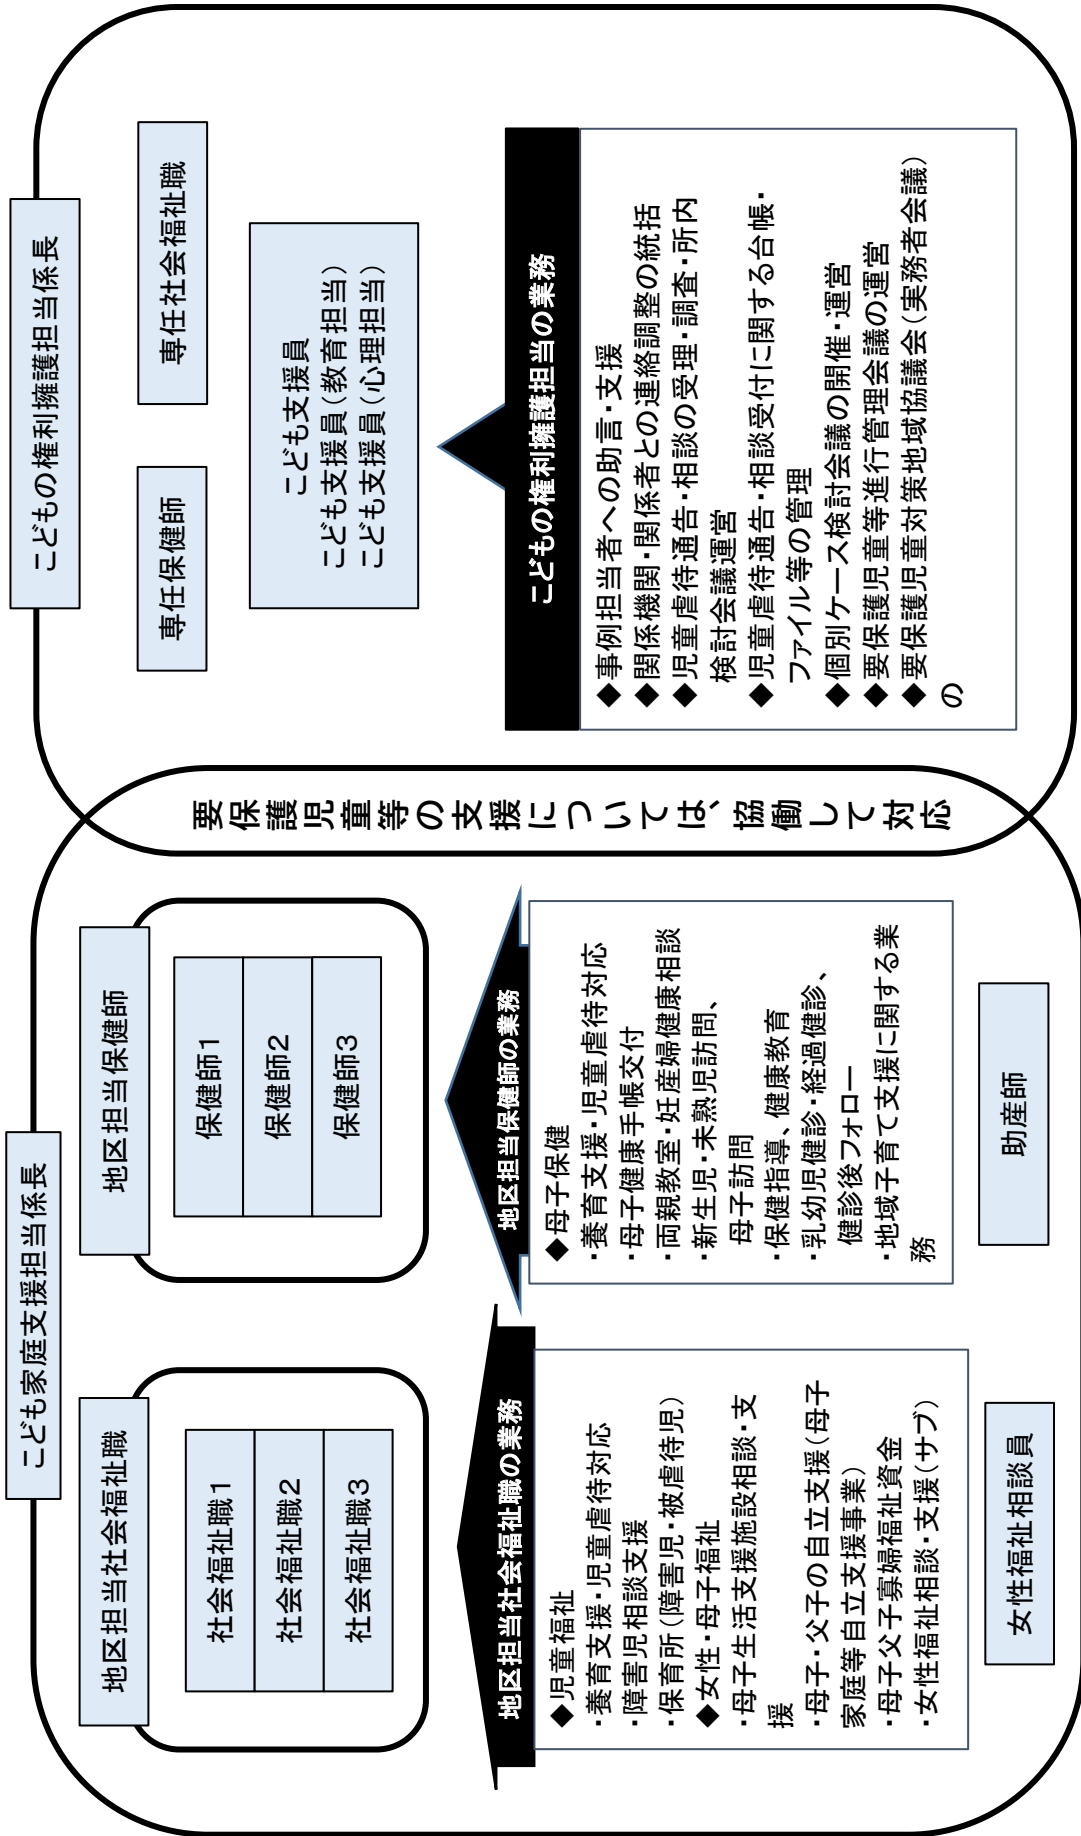 こども家庭支援担当係長
地区担当社会福祉職
社会福祉職1
社会福祉職2
社会福祉職3
地区担当社会福祉職の業務
◆児童福祉
・養育支援・児童虐待対応
・障害児相談支援
・保育所(障害児・被虐待児)
◆女性・母子福祉
・母子生活支援施設相談・支
援
・母子・父子の自立支援(母子
家庭等自立支援事業)
・母子父子寡婦福祉資金
・女性福祉相談・支援(サブ)
女性福祉相談員
地区担当保健師
保健師1
保健師2
保健師3
地区担当保健師の業務
◆母子保健
・養育支援・児童虐待対応
・母子健康手帳交付
・両親教室・妊産婦健康相談
・新生児・未熟児訪問、
母子訪問
・保健指導、健康教育
・乳幼児健診・経過健診、
健診後フォロー
・地域子育て支援に関する業
務
助産師
要保護児童等の支援については、協働して対応
こどもの権利擁護担当係長
専任保健師
専任社会福祉職
こども支援員
こども支援員(教育担当)
こども支援員(心理担当)
こどもの権利擁護担当の業務
◆事例担当者への助言・支援
◆関係機関・関係者との連絡調整の統括
◆児童虐待通告・相談の受理・調査・所内
検討会議運営
◆児童虐待通告・相談受付に関する台帳・
ファイル等の管理
◆個別ケース検討会議の開催・運営
◆要保護児童等進行管理会議の運営
◆要保護児童対策地域協議会(実務者会議)
の